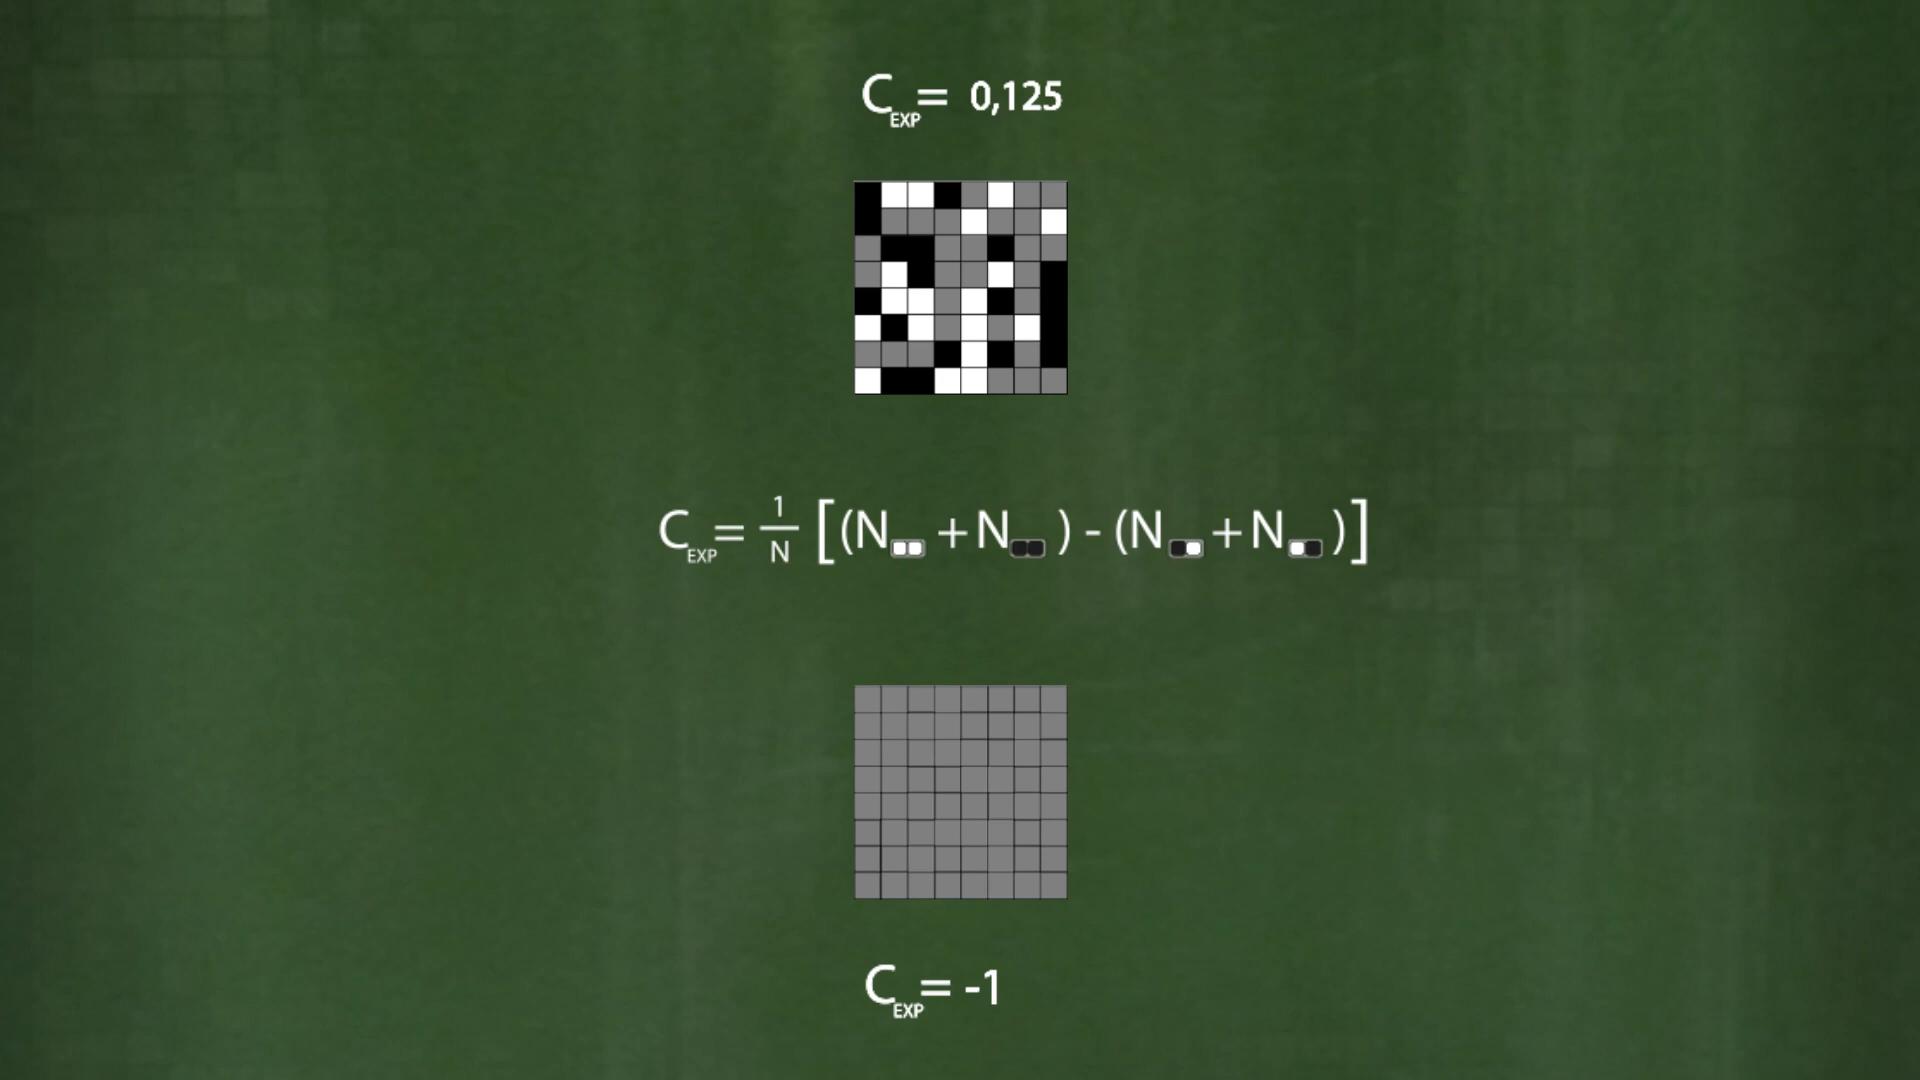 C_EXP = 0,125
C_EXP = 1/N [(N + N) - (N + N)]
C_EXP = -1